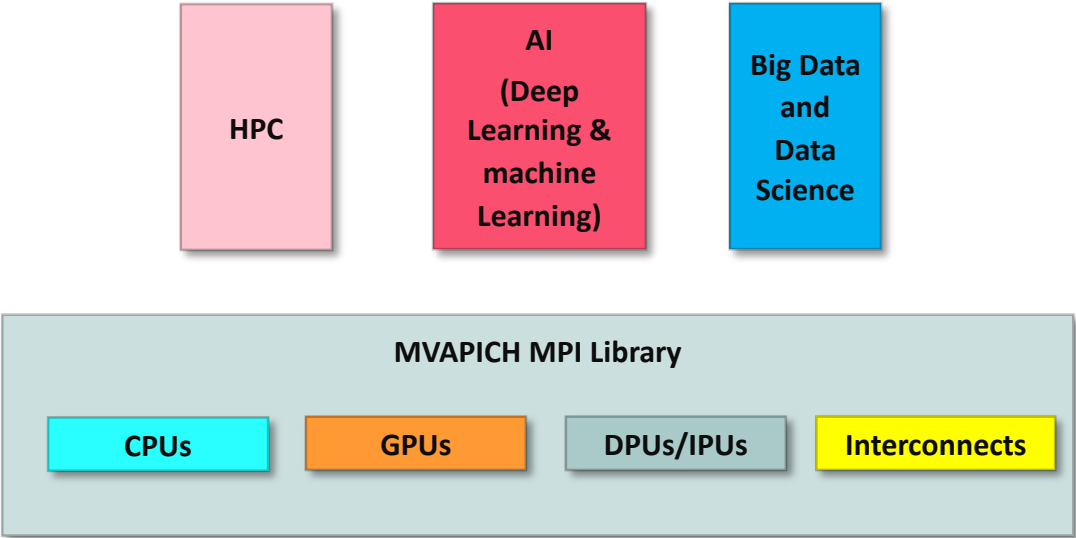 HPC
AI
(Deep
Learning &
machine
Learning)
Big Data
and
Data
Science
MVAPICH MPI Library
CPUs
GPUs
DPUs/IPUs
Interconnects